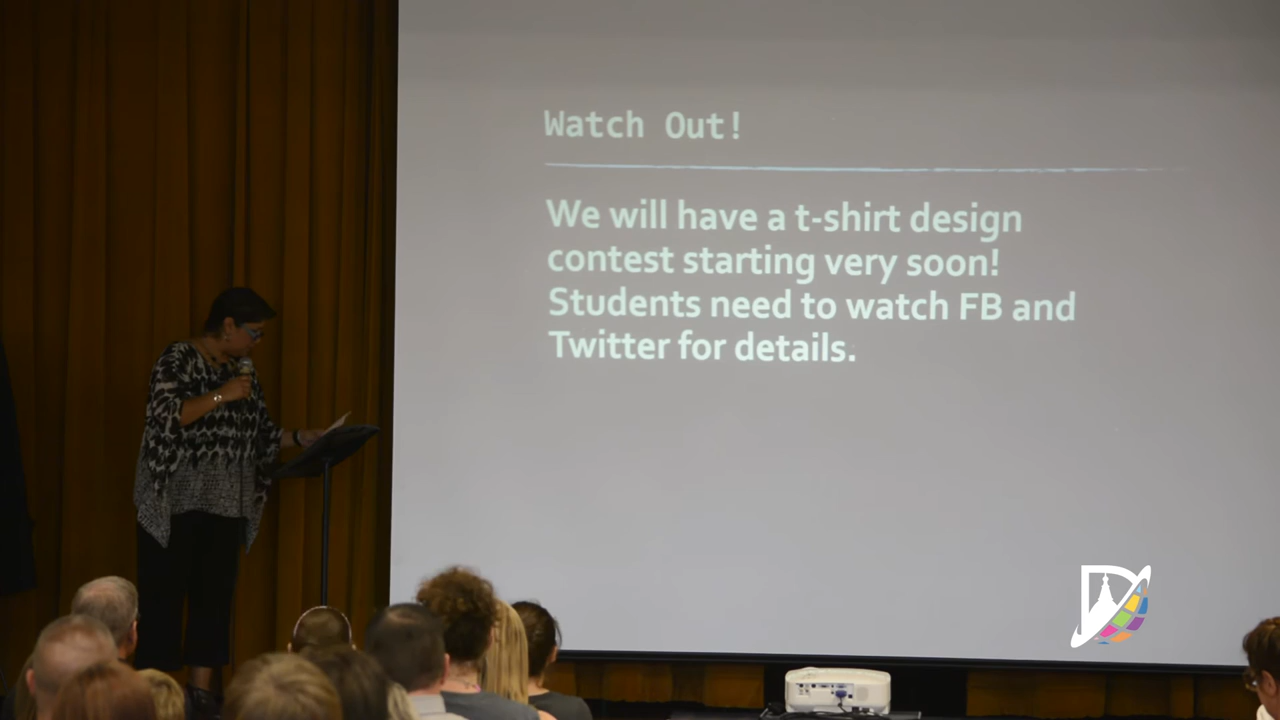 Watch Out!
We will have a t-shirt design
contest starting very soon!
Students need to watch FB and
Twitter for details.